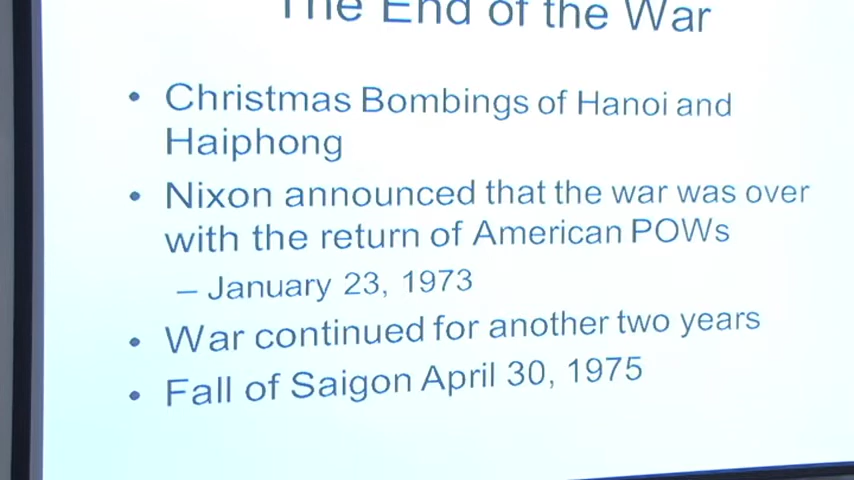 The End of the War
• Christmas Bombings of Hanoi and
Haiphong
• Nixon announced that the war was over
with the return of American POWs
– January 23, 1973
• War continued for another two years
• Fall of Saigon April 30, 1975